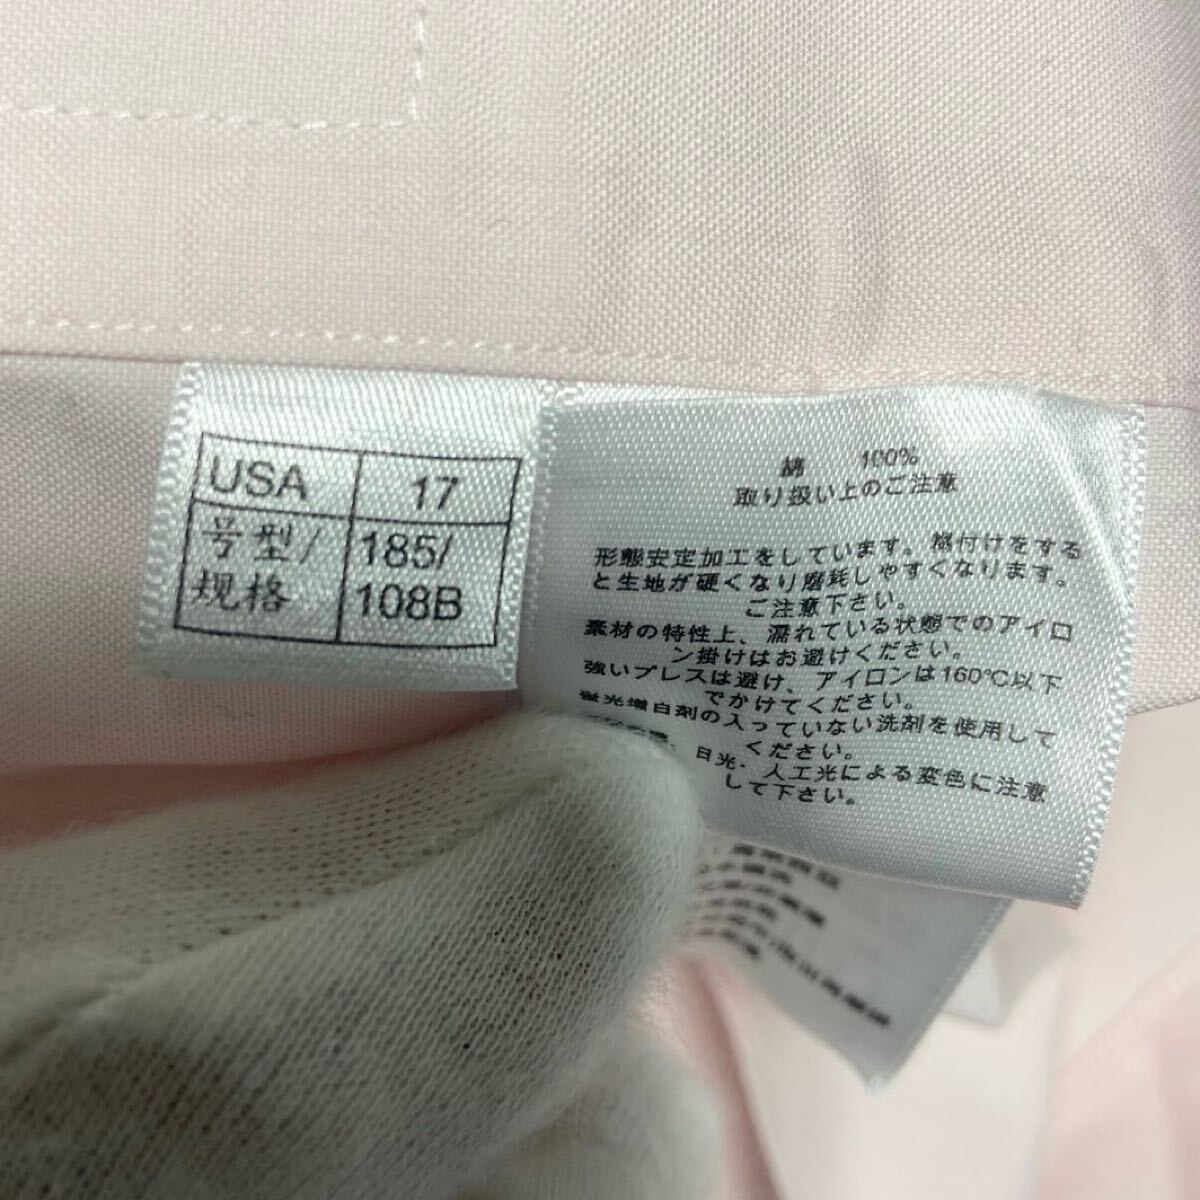 USA 17
号型/ 185/
规格 108B
綿 100%
取り扱い上のご注意
形態安定加工をしています。糊付けをする
と生地が硬くなり磨耗しやすくなります。
ご注意下さい。
素材の特性上、濡れている状態でのアイロ
ン掛けはお避けください。
強いプレスは避け、アイロンは160℃以下
でかけてください。
蛍光増白剤の入っていない洗剤を使用して
ください。
日光、人工光による変色に注意
して下さい。